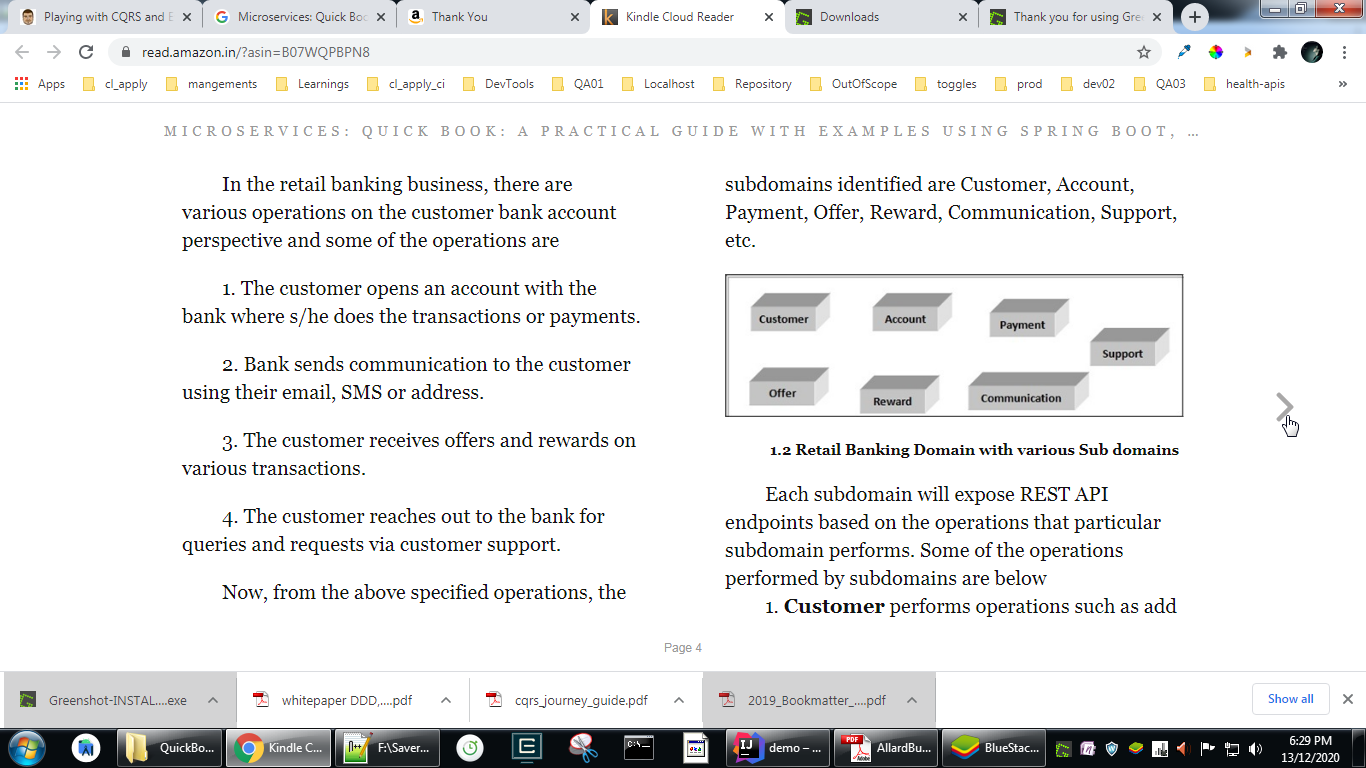 Playing with CQRS and E
Microservices: Quick Boo
Thank You
Kindle Cloud Reader
Downloads
Thank you for using Gre
read.amazon.in/?asin=B07WQPBPN8
Apps
cl_apply
mangements
Learnings
cl_apply_ci
DevTools
QA01
Localhost
Repository
OutOfScope
toggles
prod
dev02
QA03
health-apis
»
MICROSERVICES: QUICK BOOK: A PRACTICAL GUIDE WITH EXAMPLES USING SPRING BOOT, …
In the retail banking business, there are
various operations on the customer bank account
perspective and some of the operations are
1. The customer opens an account with the
bank where s/he does the transactions or payments.
2. Bank sends communication to the customer
using their email, SMS or address.
3. The customer receives offers and rewards on
various transactions.
4. The customer reaches out to the bank for
queries and requests via customer support.
Now, from the above specified operations, the
subdomains identified are Customer, Account,
Payment, Offer, Reward, Communication, Support,
etc.
Customer
Account
Payment
Support
Offer
Reward
Communication
1.2 Retail Banking Domain with various Sub domains
Each subdomain will expose REST API
endpoints based on the operations that particular
subdomain performs. Some of the operations
performed by subdomains are below
1. Customer performs operations such as add
Page 4
Greenshot-INSTAL....exe
whitepaper DDD,....pdf
cqrs_journey_guide.pdf
2019_Bookmatter_....pdf
Show all
QuickBo...
Kindle C...
F:\Saver...
demo – ...
AllardBu...
BlueStac...
6:29 PM
13/12/2020